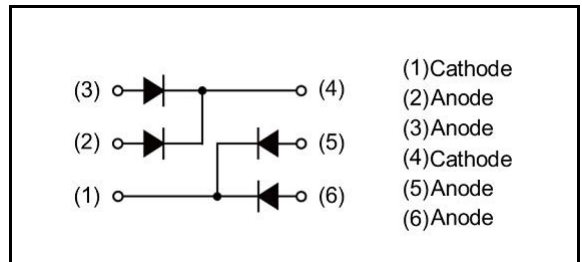 (3)
(4)
(2)
(5)
(1)
(6)
(1)Cathode
(2)Anode
(3)Anode
(4)Cathode
(5)Anode
(6)Anode